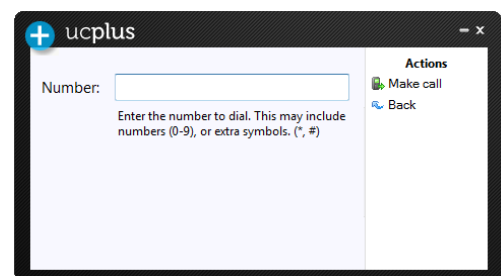 ucplus
Number:
Enter the number to dial. This may include
numbers (0-9), or extra symbols. (*, #)
Actions
Make call
Back